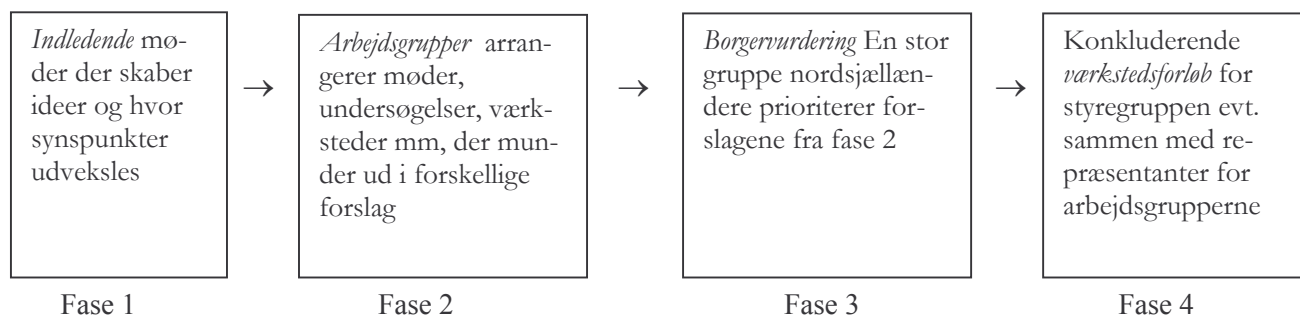 Indledende mø-
der der skaber
ideer og hvor
synspunkter
udveksles
→
Arbejdsgrupper arran-
gerer møder,
undersøgelser, værk-
steder mm, der mun-
der ud i forskellige
forslag
→
Borgervurdering En stor
gruppe nordsjællæn-
dere prioriterer for-
slagene fra fase 2
→
Konkluderende
værkstedsforløb for
styregruppen evt.
sammen med re-
præsentanter for
arbejdsgrupperne
Fase 1
Fase 2
Fase 3
Fase 4